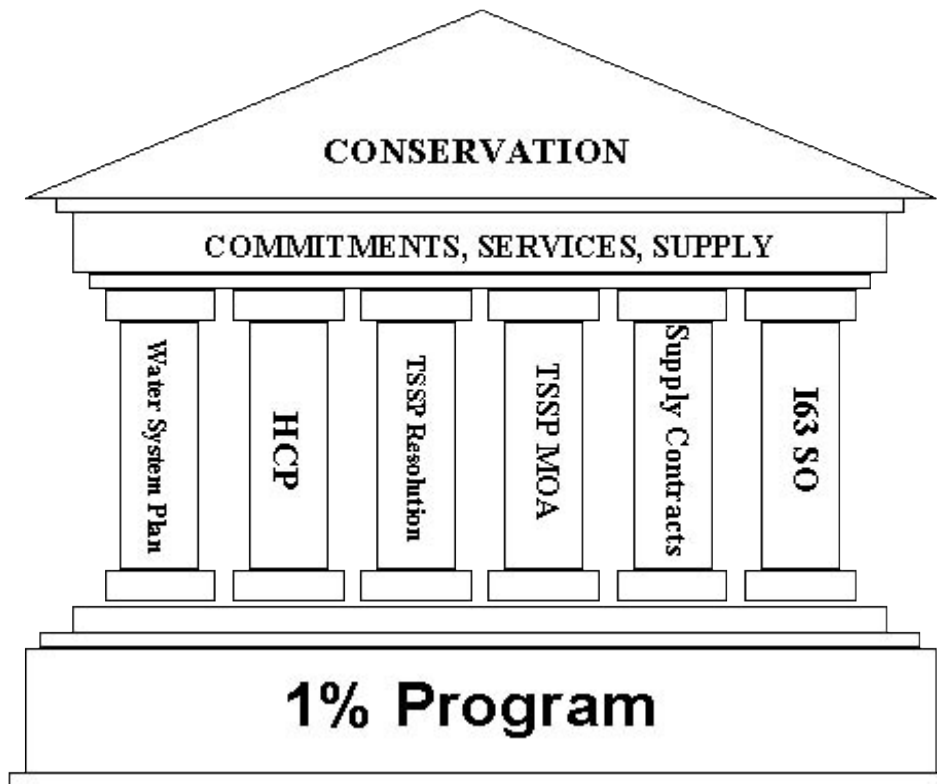 CONSERVATION
COMMITMENTS, SERVICES, SUPPLY
Water System Plan
HCP
TSSP Resolution
TSSP MOA
Supply Contracts
I63 SO
1% Program